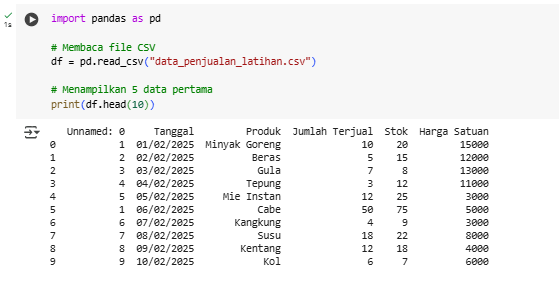 1s
import pandas as pd
# Membaca file CSV
df = pd.read_csv("data_penjualan_latihan.csv")
# Menampilkan 5 data pertama
print(df.head(10))
Unnamed: 0 Tanggal Produk Jumlah Terjual Stok Harga Satuan
0 1 01/02/2025 Minyak Goreng 10 20 15000
1 2 02/02/2025 Beras 5 15 12000
2 3 03/02/2025 Gula 7 8 13000
3 4 04/02/2025 Tepung 3 12 11000
4 5 05/02/2025 Mie Instan 12 25 3000
5 1 06/02/2025 Cabe 50 75 5000
6 6 07/02/2025 Kangkung 4 9 3000
7 7 08/02/2025 Susu 18 22 8000
8 8 09/02/2025 Kentang 12 18 4000
9 9 10/02/2025 Kol 6 7 6000